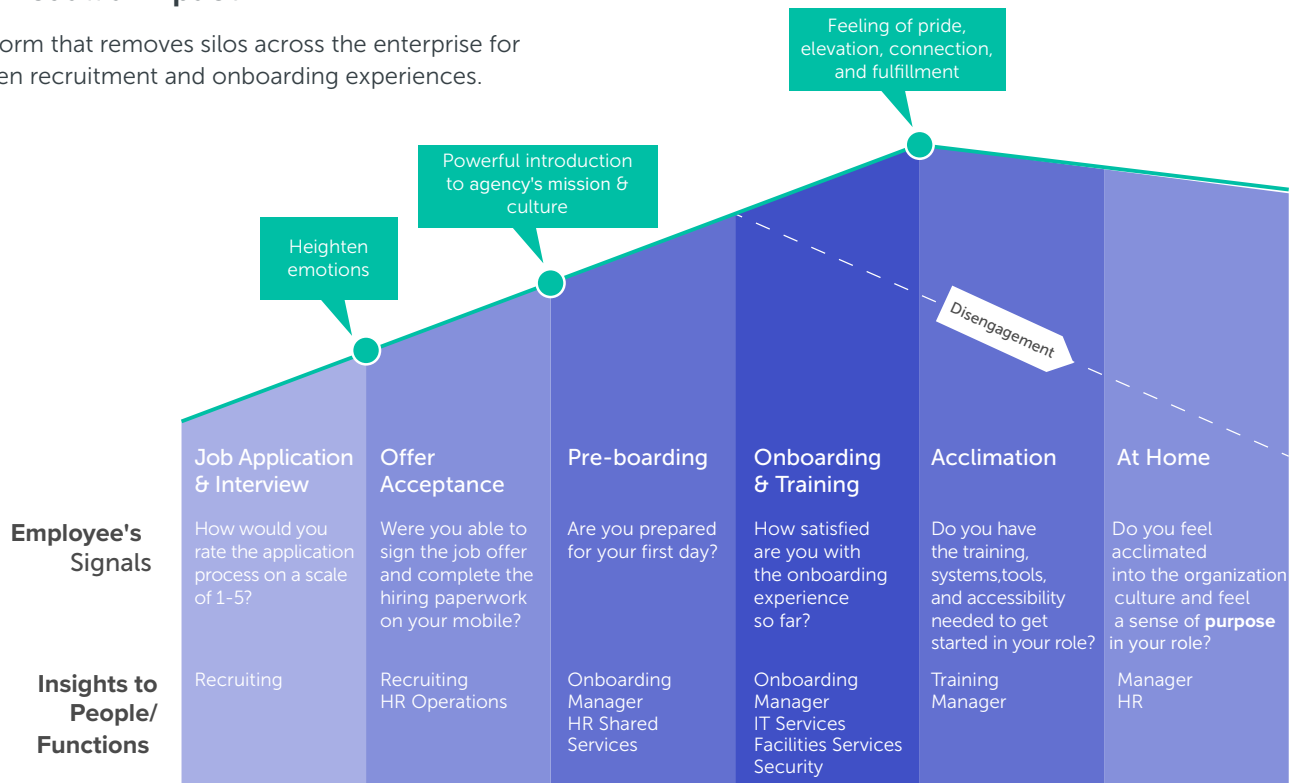 orm that removes silos across the enterprise for
en recruitment and onboarding experiences.
Feeling of pride,
elevation, connection,
and fulfillment
Powerful introduction
to agency's mission &
culture
Heighten
emotions
Disengagement
Job Application
& Interview
Offer
Acceptance
Pre-boarding
Onboarding
& Training
Acclimation
At Home
Employee's
Signals
How would you
rate the application
process on a scale
of 1-5?
Were you able to
sign the job offer
and complete the
hiring paperwork
on your mobile?
Are you prepared
for your first day?
How satisfied
are you with
the onboarding
experience
so far?
Do you have
the training,
systems,tools,
and accessibility
needed to get
started in your role?
Do you feel
acclimated
into the organization
culture and feel
a sense of purpose
in your role?
Insights to
People/
Functions
Recruiting
Recruiting
HR Operations
Onboarding
Manager
HR Shared
Services
Onboarding
Manager
IT Services
Facilities Services
Security
Training
Manager
Manager
HR